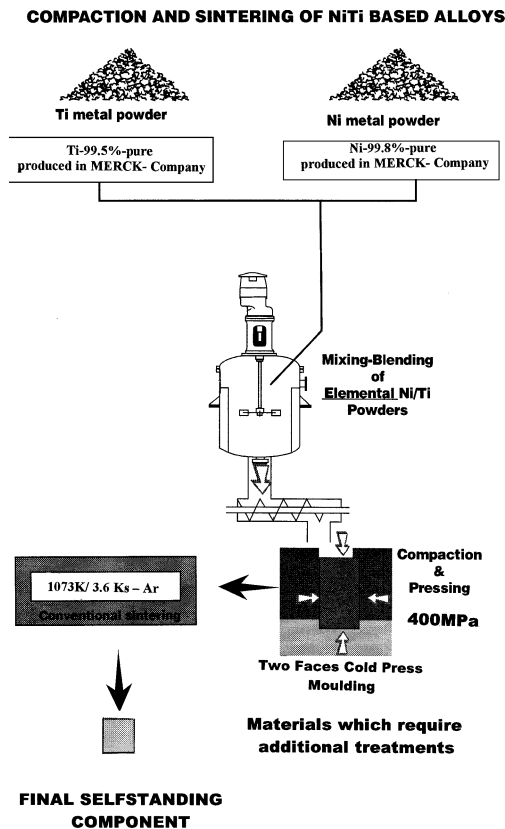 COMPACTION AND SINTERING OF NiTi BASED ALLOYS
Ti metal powder
Ni metal powder
Ti-99.5%-pure
produced in MERCK- Company
Ni-99.8%-pure
produced in MERCK- Company
Mixing-Blending
of
Elemental Ni/Ti
Powders
Compaction
&
Pressing
400MPa
1073K/ 3.6 Ks – Ar
Conventional sintering
Two Faces Cold Press
Moulding
Materials which require
additional treatments
FINAL SELFSTANDING
COMPONENT